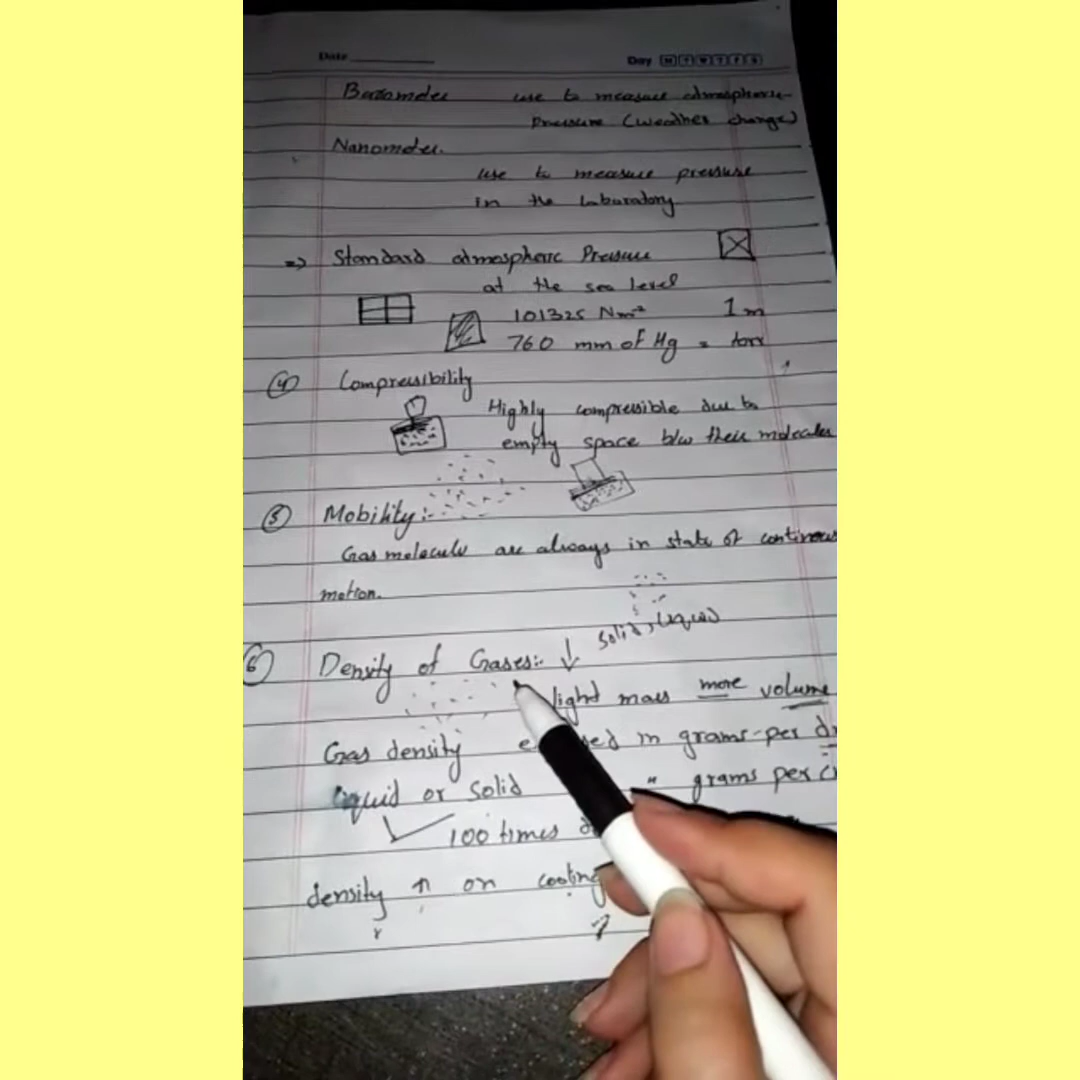 Date
Day M T W T F S
Barometer use to measure atmospheric
Pressure (weather change)
Nanometer.
use to measure pressure
in the Laboratory
=> Standard atmospheric Pressure
at the sea level
101325 Nm⁻² 1m
760 mm of Hg = torr
④ Compressibility
Highly compressible due to
empty space b/w their molecules
⑤ Mobility:-
Gas molecule are always in state of continous
motion.
solid, liquid
⑥ Density of Gases:- ↓
light mass more volume
Gas density in grams per
liquid or solid " grams per
100 times
density ↑ on cooling
?